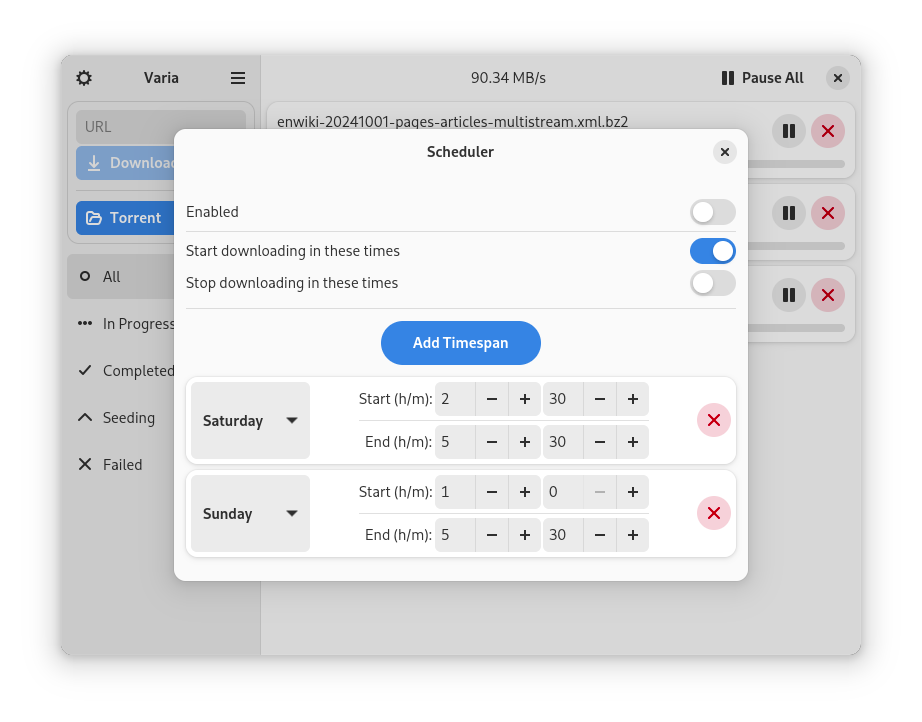 Varia
90.34 MB/s
Pause All
URL
enwiki-20241001-pages-articles-multistream.xml.bz2
Scheduler
Download
Torrent
Enabled
Start downloading in these times
Stop downloading in these times
All
In Progress
Completed
Seeding
Failed
Add Timespan
Saturday
Start (h/m): 2 − + 30 − +
End (h/m): 5 − + 30 − +
Sunday
Start (h/m): 1 − + 0 − +
End (h/m): 5 − + 30 − +